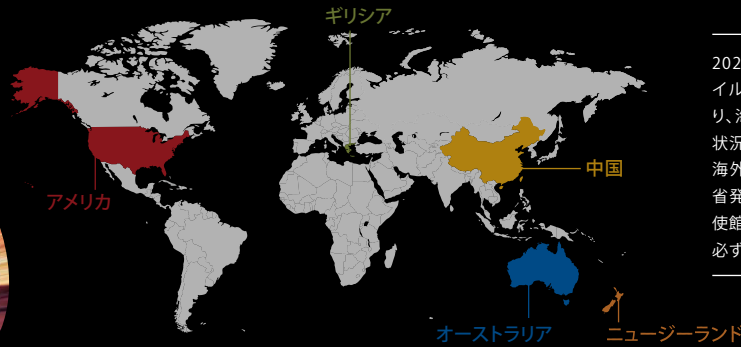 ギリシア
アメリカ
中国
オーストラリア
ニュージーランド
202
イル
り、
状況
海外
省発
使館
必ず